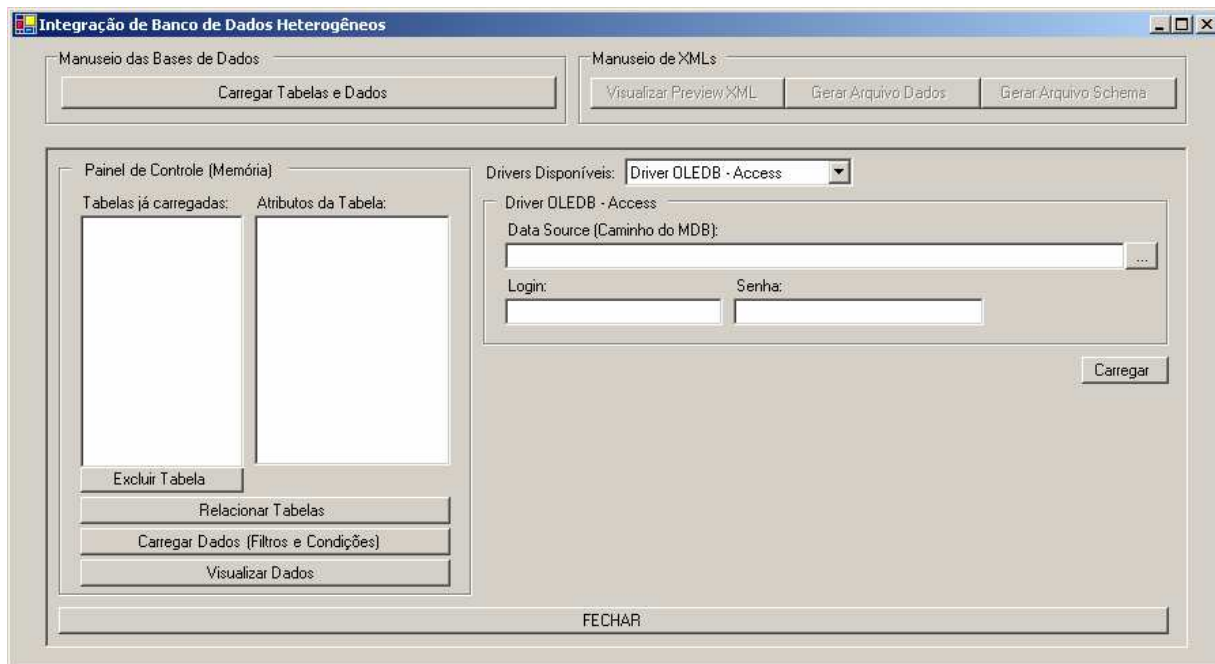 Integração de Banco de Dados Heterogêneos
Manuseio das Bases de Dados
Carregar Tabelas e Dados
Manuseio de XMLs
Visualizar Preview XML
Gerar Arquivo Dados
Gerar Arquivo Schema
Painel de Controle (Memória)
Tabelas já carregadas:
Atributos da Tabela:
Excluir Tabela
Relacionar Tabelas
Carregar Dados (Filtros e Condições)
Visualizar Dados
Drivers Disponíveis:
Driver OLEDB - Access
Driver OLEDB - Access
Data Source (Caminho do MDB):
...
Login:
Senha:
Carregar
FECHAR